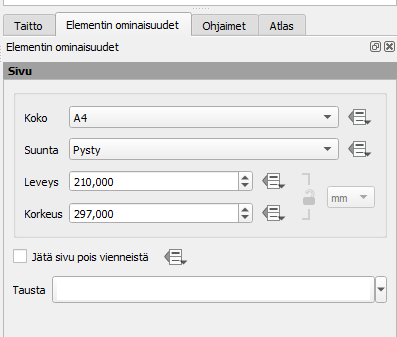 Taitto Elementin ominaisuudet Ohjaimet Atlas
Elementin ominaisuudet
Sivu
Koko A4
Suunta Pysty
Leveys 210,000
mm
Korkeus 297,000
Jätä sivu pois vienneistä
Tausta